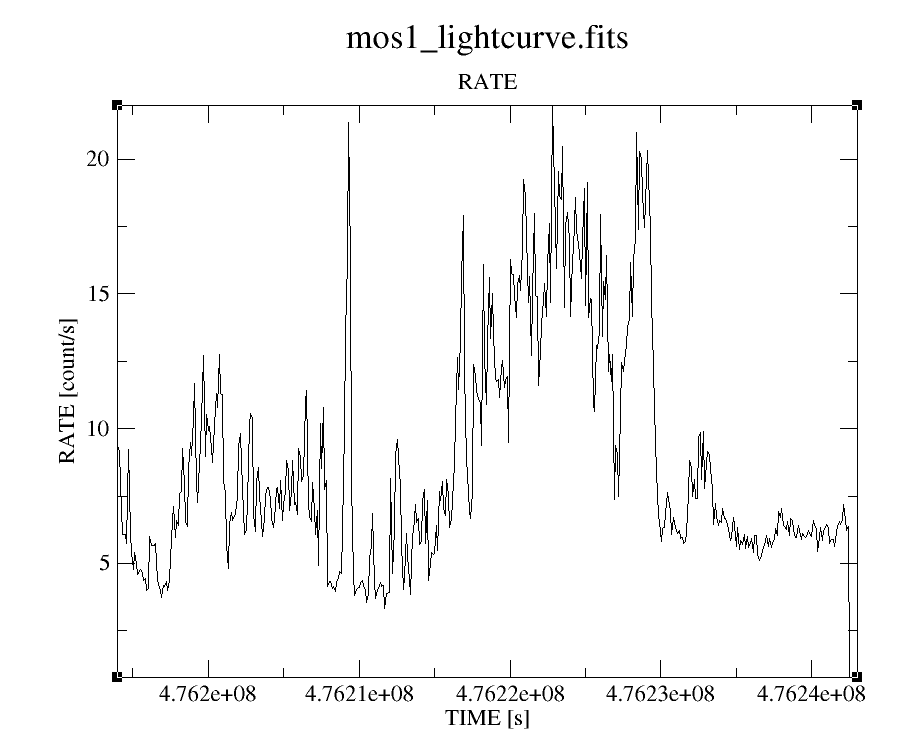 mos1_lightcurve.fits
RATE
20
15
10
5
RATE [count/s]
4.762e+08 4.7621e+08 4.7622e+08 4.7623e+08 4.7624e+08
TIME [s]